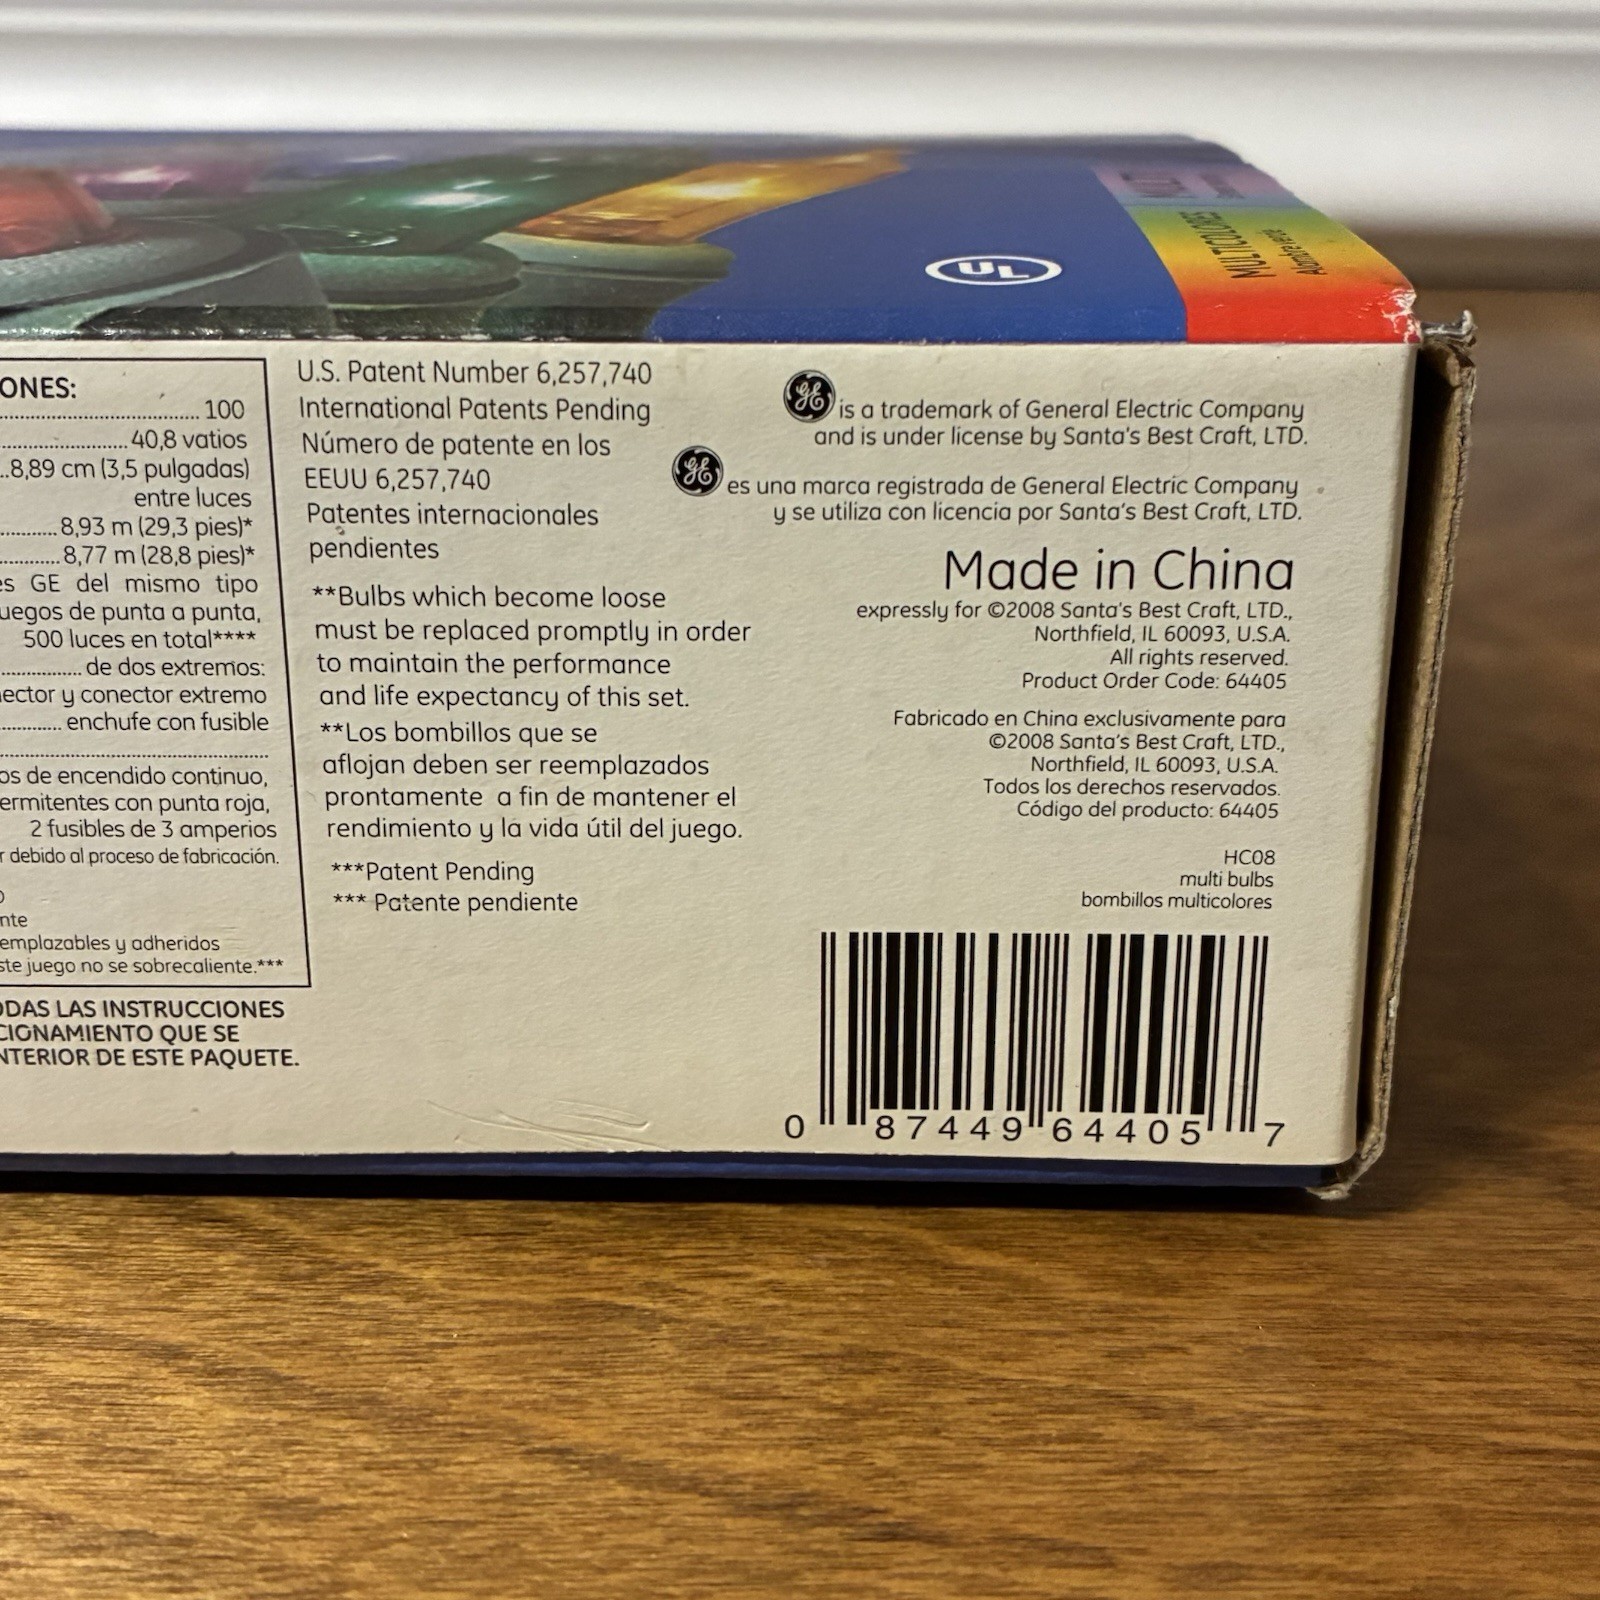 MULTICOLORES
UL
ONES:
100
40,8 vatios
8,89 cm (3,5 pulgadas)
entre luces
8,93 m (29,3 pies)*
8,77 m (28,8 pies)*
GE del mismo tipo
de punta a punta,
500 luces en total****
de dos extremos:
y conector extremo
enchufe con fusible
de encendido continuo,
con punta roja,
2 fusibles de 3 amperios
debido al proceso de fabricación.
nte
emplazables y adheridos
juego no se sobrecaliente.***
ODAS LAS INSTRUCCIONES
CIONAMIENTO QUE SE
NTERIOR DE ESTE PAQUETE.
U.S. Patent Number 6,257,740
International Patents Pending
Número de patente en los
EEUU 6,257,740
Patentes internacionales
pendientes
**Bulbs which become loose
must be replaced promptly in order
to maintain the performance
and life expectancy of this set.
**Los bombillos que se
aflojan deben ser reemplazados
prontamente a fin de mantener el
rendimiento y la vida útil del juego.
***Patent Pending
*** Patente pendiente
GE is a trademark of General Electric Company
and is under license by Santa's Best Craft, LTD.
GE es una marca registrada de General Electric Company
y se utiliza con licencia por Santa's Best Craft, LTD.
Made in China
expressly for ©2008 Santa's Best Craft, LTD.,
Northfield, IL 60093, U.S.A.
All rights reserved.
Product Order Code: 64405
Fabricado en China exclusivamente para
©2008 Santa's Best Craft, LTD.,
Northfield, IL 60093, U.S.A.
Todos los derechos reservados.
Código del producto: 64405
HC08
multi bulbs
bombillos multicolores
0 87449 64405 7